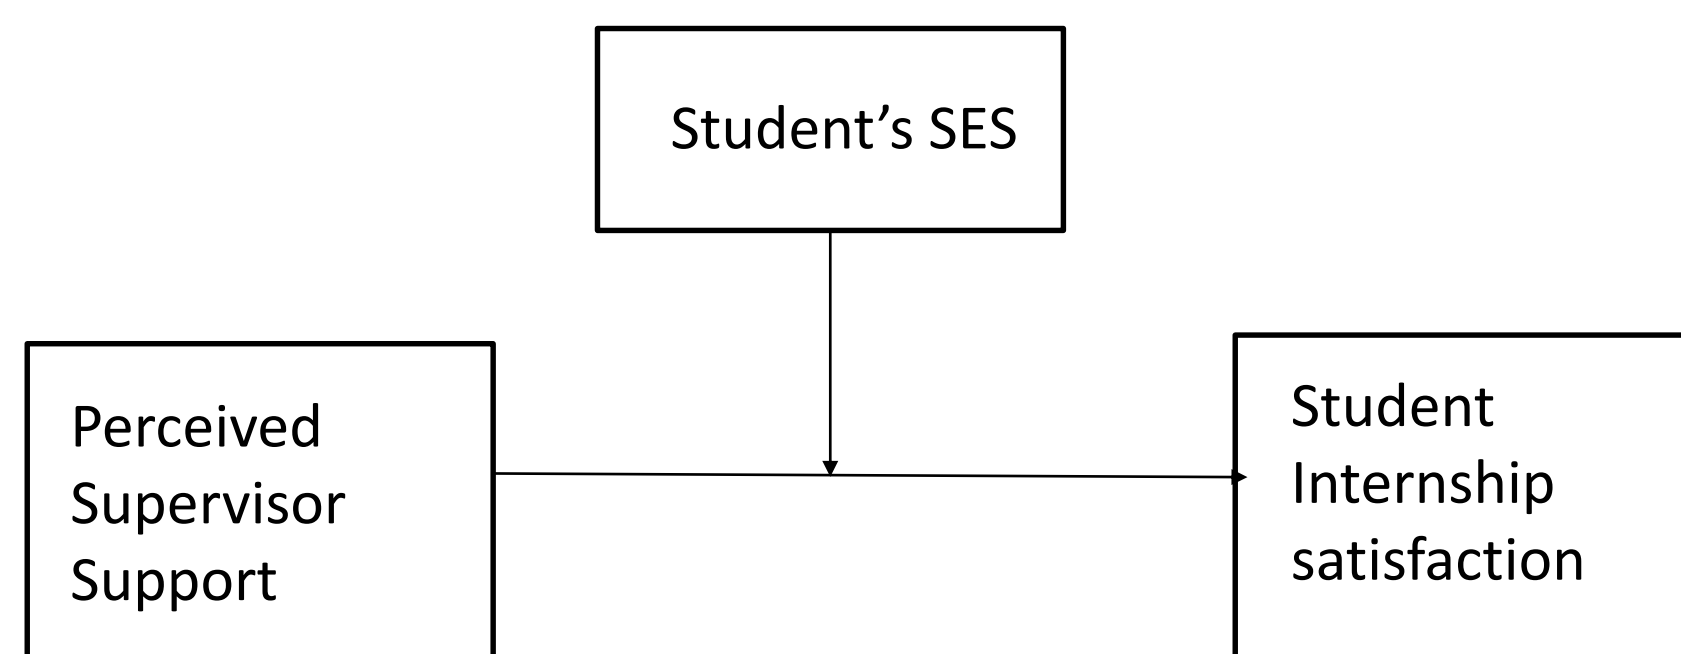 Student’s SES
Perceived
Supervisor
Support
Student
Internship
satisfaction